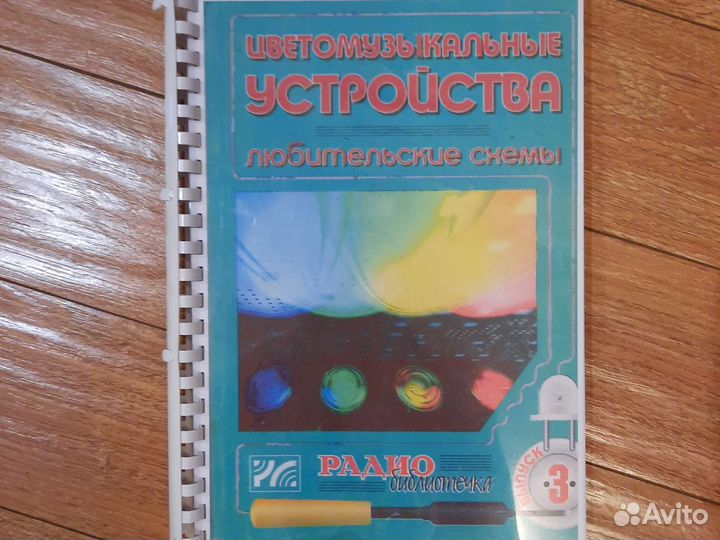 ЦВЕТОМУЗЫКАЛЬНЫЕ
УСТРОЙСТВА
ЛЮБИТЕЛЬСКИЕ СХЕМЫ
РАДИО
библиотечка
ВЫПУСК
3
Avito